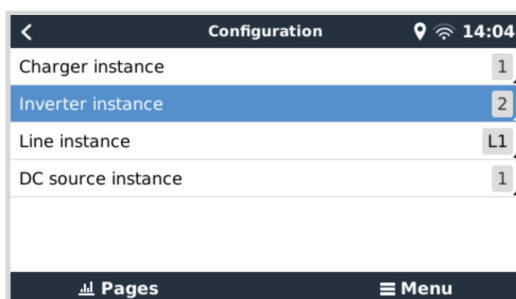 Configuration 14:04
Charger instance 1
Inverter instance 2
Line instance L1
DC source instance 1
Pages Menu